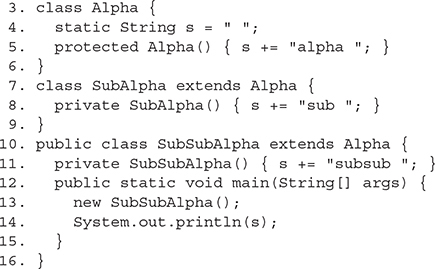 3. class Alpha {
4.   static String s = " ";
5.   protected Alpha() { s += "alpha "; }
6. }
7. class SubAlpha extends Alpha {
8.   private SubAlpha() { s += "sub "; }
9. }
10. public class SubSubAlpha extends Alpha {
11.   private SubSubAlpha() { s += "subsub "; }
12.   public static void main(String[] args) {
13.     new SubSubAlpha();
14.     System.out.println(s);
15.   }
16. }